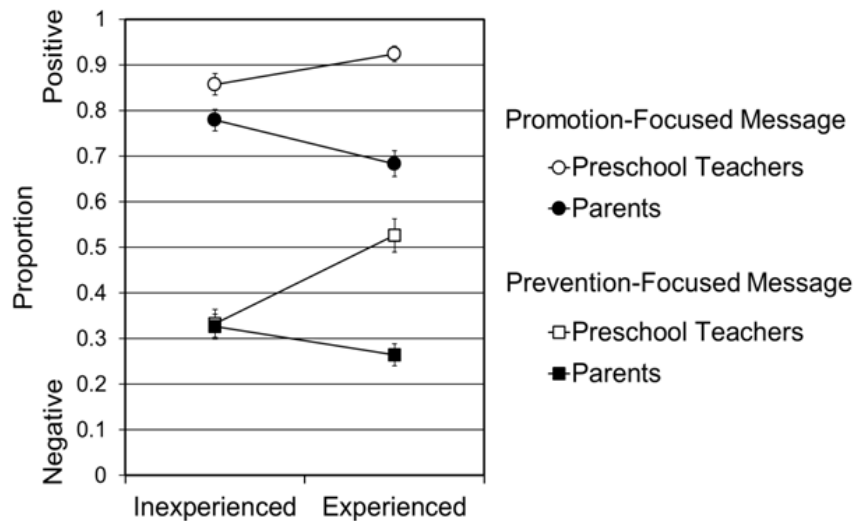 Positive
Proportion
Negative
1
0.9
0.8
0.7
0.6
0.5
0.4
0.3
0.2
0.1
0
Inexperienced
Experienced
Promotion-Focused Message
Preschool Teachers
Parents
Prevention-Focused Message
Preschool Teachers
Parents